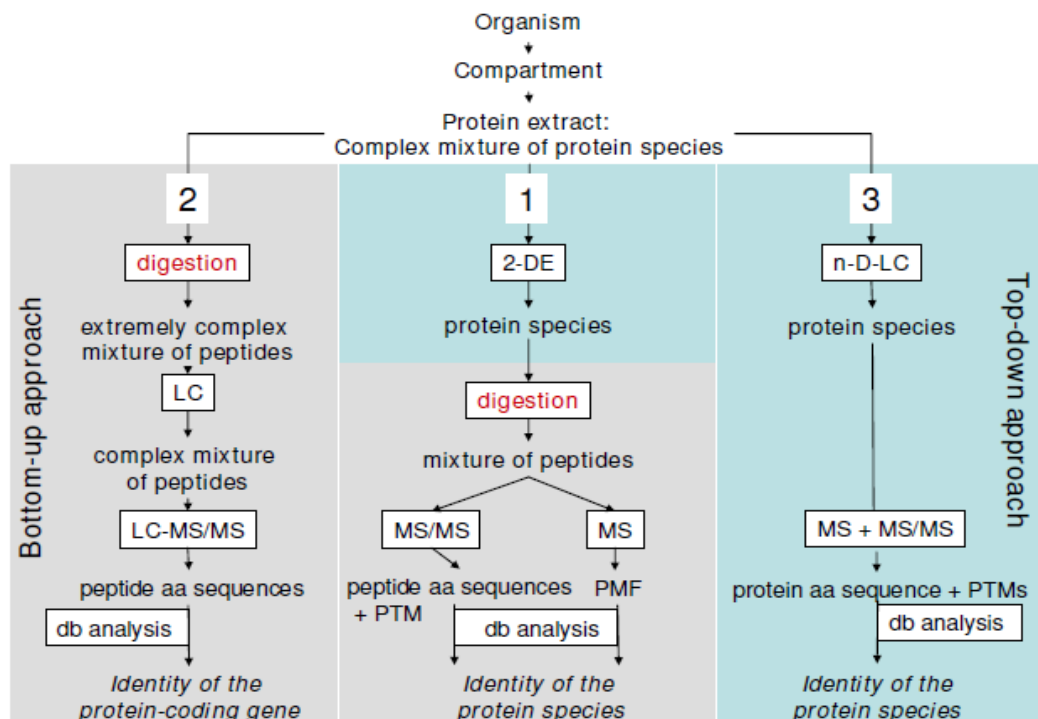 Organism
Compartment
Protein extract:
Complex mixture of protein species
2
digestion
extremely complex
mixture of peptides
LC
complex mixture
of peptides
LC-MS/MS
peptide aa sequences
db analysis
Identity of the
protein-coding gene
Bottom-up approach
1
2-DE
protein species
digestion
mixture of peptides
MS/MS
MS
peptide aa sequences
+ PTM
PMF
db analysis
Identity of the
protein species
3
n-D-LC
protein species
MS + MS/MS
protein aa sequence + PTMs
db analysis
Identity of the
protein species
Top-down approach